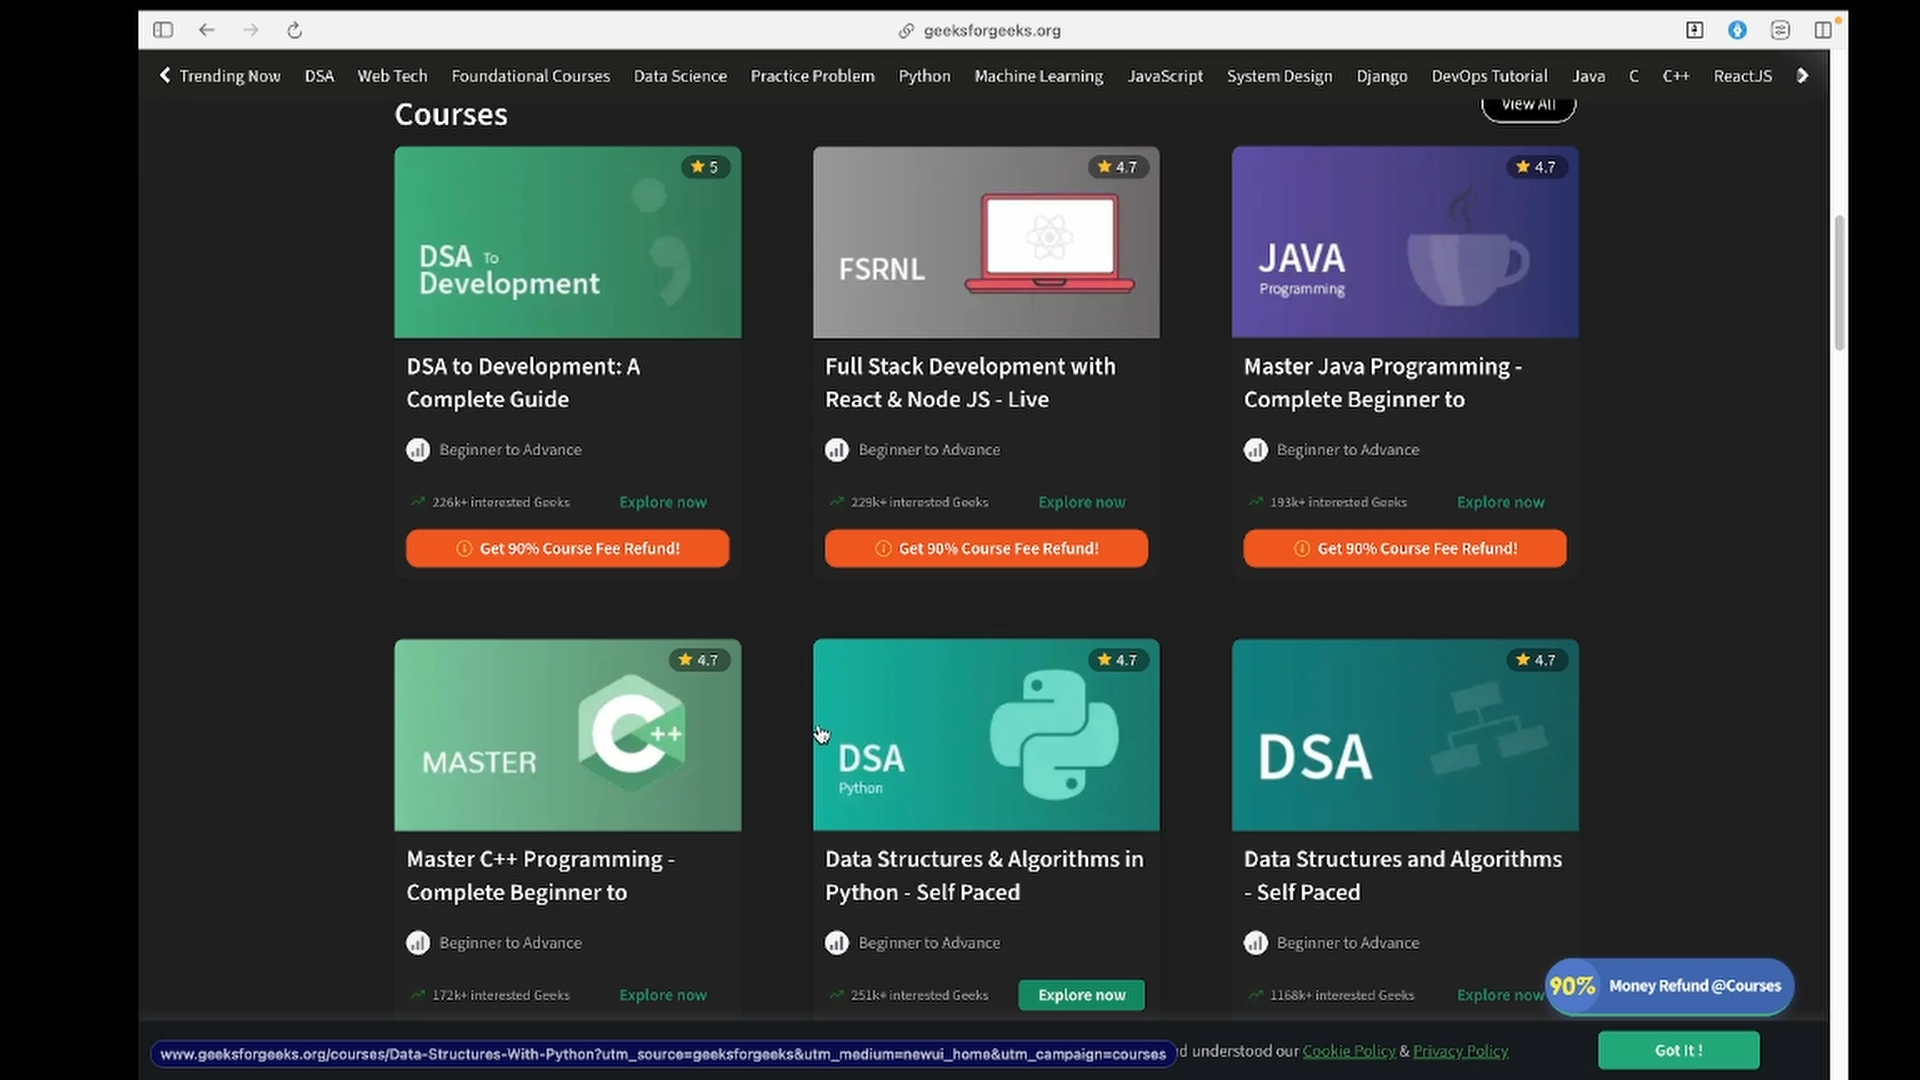 geeksforgeeks.org
Trending Now DSA Web Tech Foundational Courses Data Science Practice Problem Python Machine Learning JavaScript System Design Django DevOps Tutorial Java C C++ ReactJS
Courses
View All
5
DSA To
Development
DSA to Development: A
Complete Guide
Beginner to Advance
226k+ interested Geeks
Explore now
Get 90% Course Fee Refund!
4.7
FSRNL
Full Stack Development with
React & Node JS - Live
Beginner to Advance
229k+ interested Geeks
Explore now
Get 90% Course Fee Refund!
4.7
JAVA
Programming
Master Java Programming -
Complete Beginner to
Beginner to Advance
193k+ interested Geeks
Explore now
Get 90% Course Fee Refund!
4.7
MASTER
C++
Master C++ Programming -
Complete Beginner to
Beginner to Advance
172k+ interested Geeks
Explore now
4.7
DSA
Python
Data Structures & Algorithms in
Python - Self Paced
Beginner to Advance
251k+ interested Geeks
Explore now
4.7
DSA
Data Structures and Algorithms
- Self Paced
Beginner to Advance
1168k+ interested Geeks
Explore now
90% Money Refund @Courses
www.geeksforgeeks.org/courses/Data-Structures-With-Python?utm_source=geeksforgeeks&utm_medium=newui_home&utm_campaign=courses
d understood our Cookie Policy & Privacy Policy
Got It !